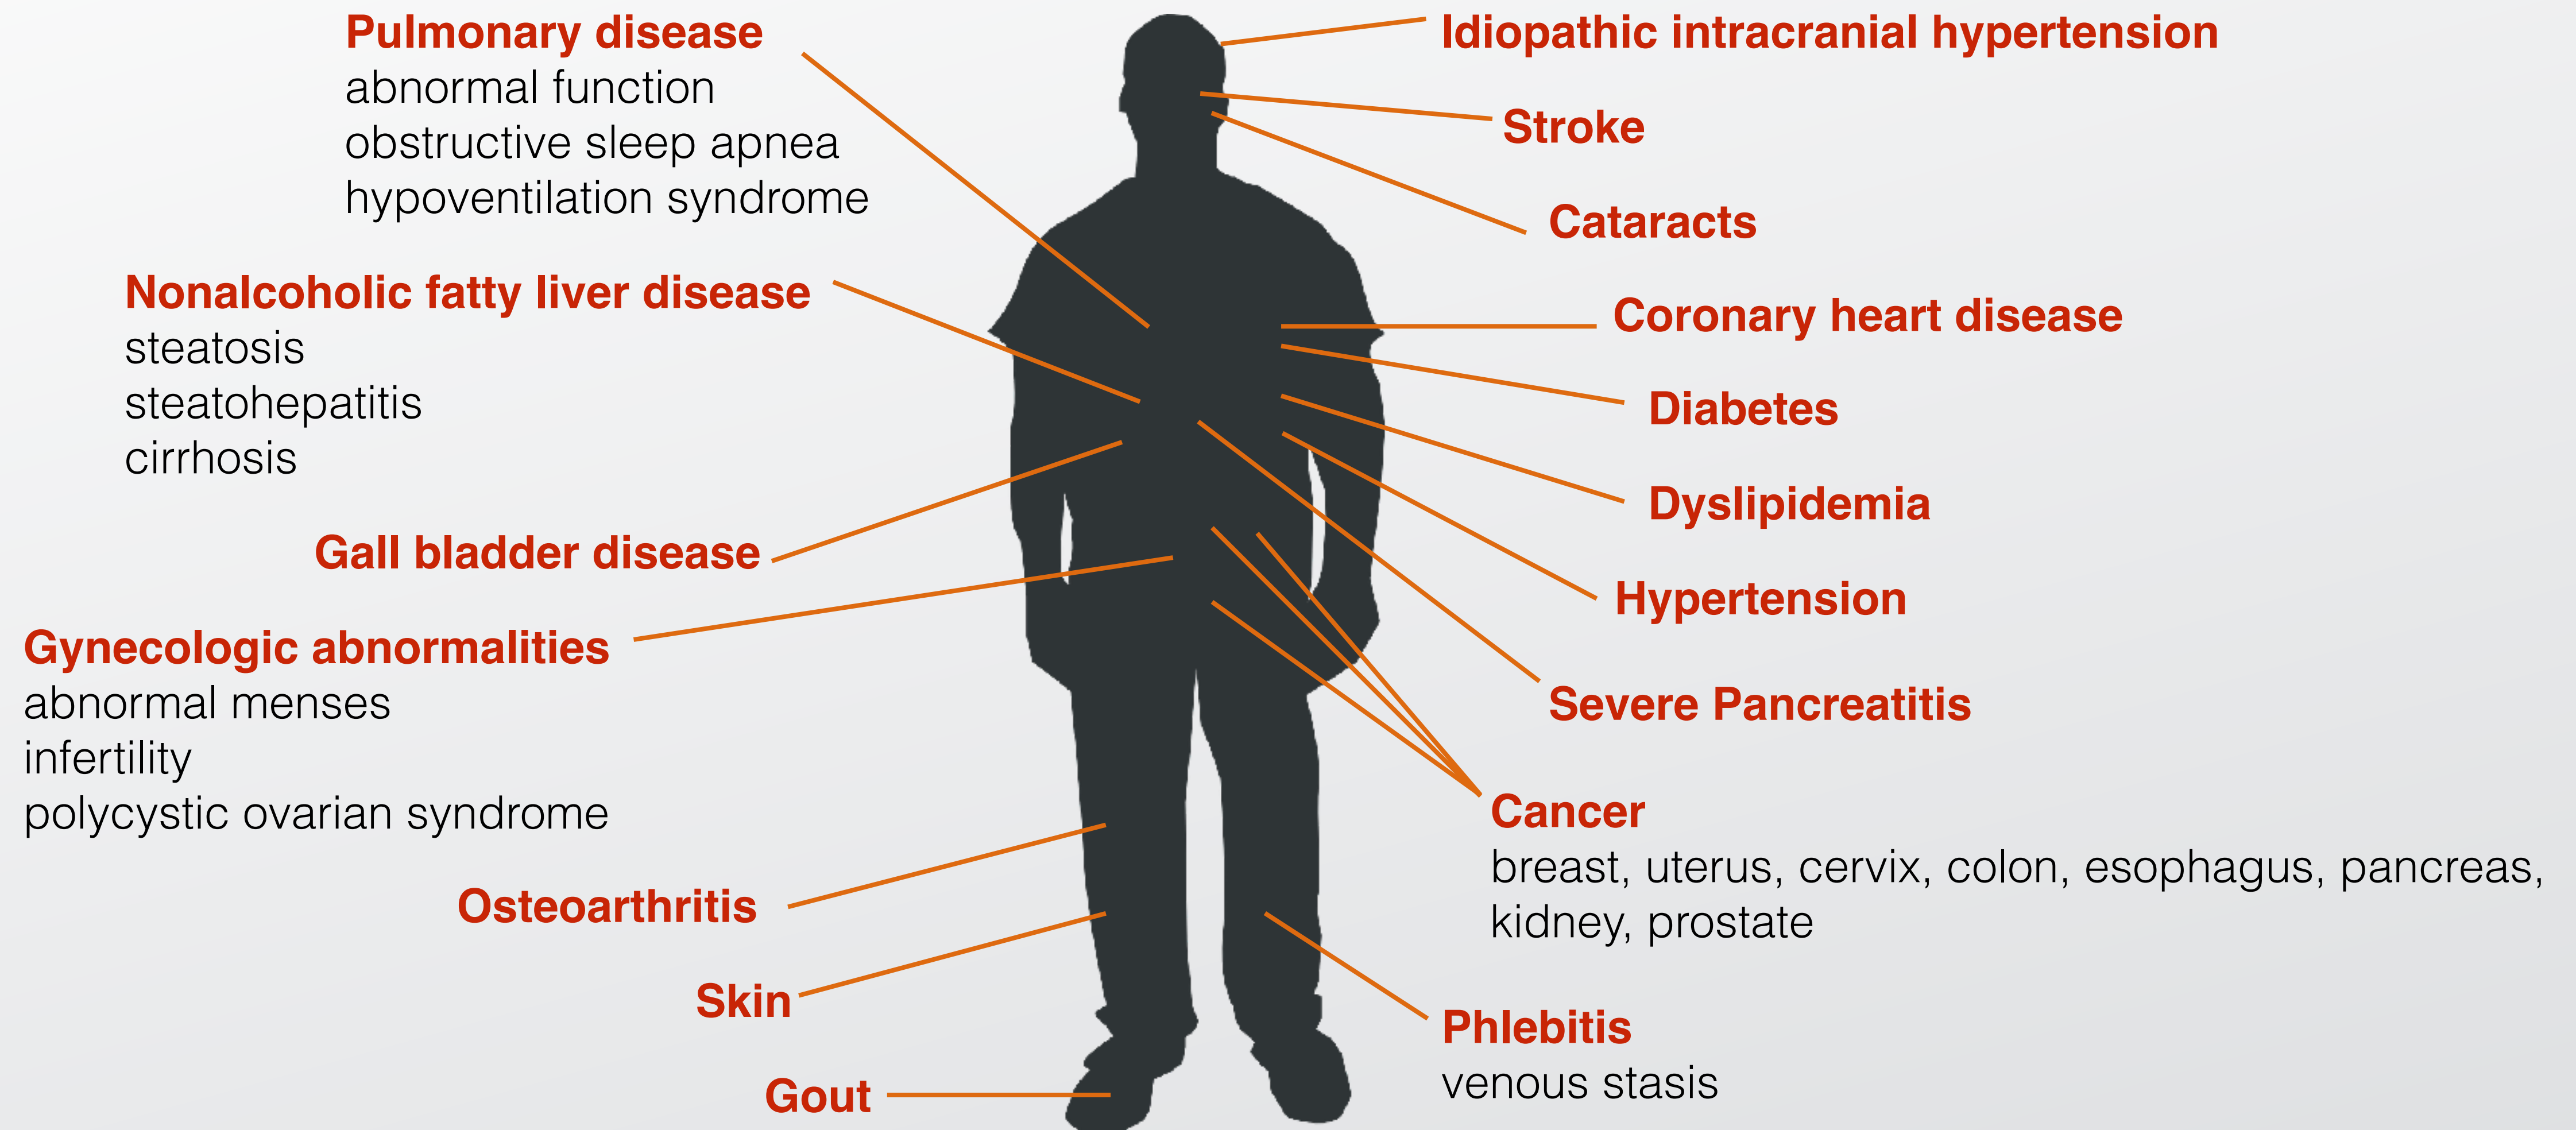 Pulmonary disease
abnormal function
obstructive sleep apnea
hypoventilation syndrome
Nonalcoholic fatty liver disease
steatosis
steatohepatitis
cirrhosis
Gall bladder disease
Gynecologic abnormalities
abnormal menses
infertility
polycystic ovarian syndrome
Osteoarthritis
Skin
Gout
Idiopathic intracranial hypertension
Stroke
Cataracts
Coronary heart disease
Diabetes
Dyslipidemia
Hypertension
Severe Pancreatitis
Cancer
breast, uterus, cervix, colon, esophagus, pancreas,
kidney, prostate
Phlebitis
venous stasis